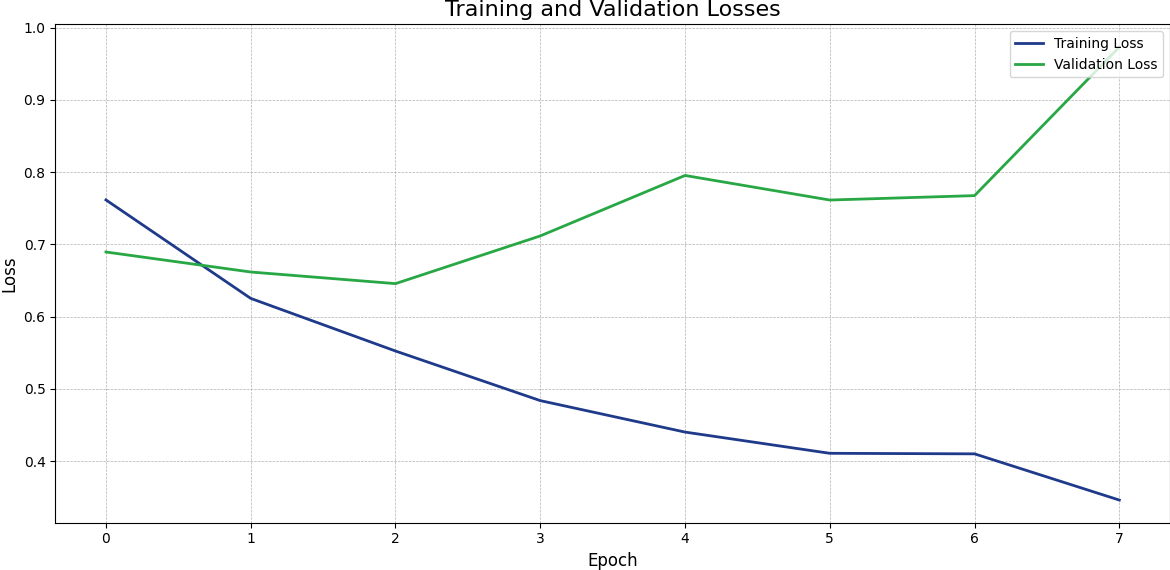 Training and Validation Losses
Training Loss
Validation Loss
1.0
0.9
0.8
0.7
0.6
0.5
0.4
Loss
0 1 2 3 4 5 6 7
Epoch